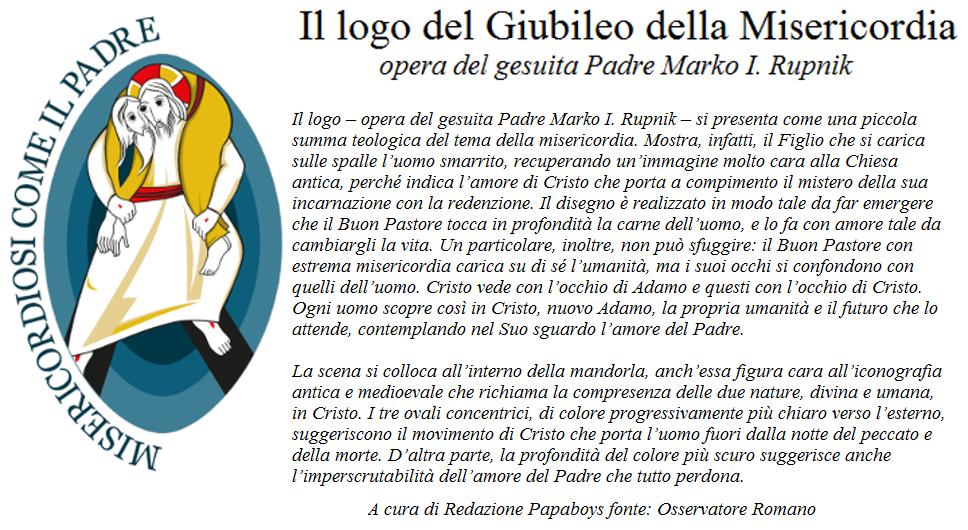 MISERICORDIOSI COME IL PADRE
Il logo del Giubileo della Misericordia
opera del gesuita Padre Marko I. Rupnik
Il logo – opera del gesuita Padre Marko I. Rupnik – si presenta come una piccola
summa teologica del tema della misericordia. Mostra, infatti, il Figlio che si carica
sulle spalle l’uomo smarrito, recuperando un’immagine molto cara alla Chiesa
antica, perché indica l’amore di Cristo che porta a compimento il mistero della sua
incarnazione con la redenzione. Il disegno è realizzato in modo tale da far emergere
che il Buon Pastore tocca in profondità la carne dell’uomo, e lo fa con amore tale da
cambiargli la vita. Un particolare, inoltre, non può sfuggire: il Buon Pastore con
estrema misericordia carica su di sé l’umanità, ma i suoi occhi si confondono con
quelli dell’uomo. Cristo vede con l’occhio di Adamo e questi con l’occhio di Cristo.
Ogni uomo scopre così in Cristo, nuovo Adamo, la propria umanità e il futuro che lo
attende, contemplando nel Suo sguardo l’amore del Padre.
La scena si colloca all’interno della mandorla, anch’essa figura cara all’iconografia
antica e medioevale che richiama la compresenza delle due nature, divina e umana,
in Cristo. I tre ovali concentrici, di colore progressivamente più chiaro verso l’esterno,
suggeriscono il movimento di Cristo che porta l’uomo fuori dalla notte del peccato e
della morte. D’altra parte, la profondità del colore più scuro suggerisce anche
l’imperscrutabilità dell’amore del Padre che tutto perdona.
A cura di Redazione Papaboys fonte: Osservatore Romano